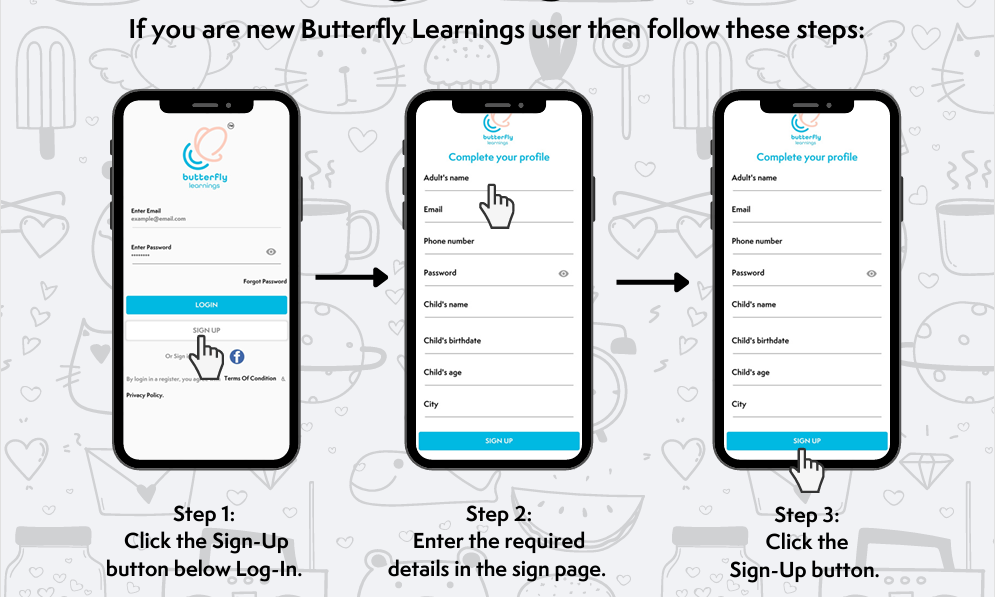 If you are new Butterfly Learnings user then follow these steps:
butterfly
learnings
Enter Email
example@email.com
Enter Password
Forgot Password
LOGIN
SIGN UP
Or Sign
By login in a register, you Terms Of Condition &
Privacy Policy.
butterfly
learnings
Complete your profile
Adult's name
Email
Phone number
Password
Child's name
Child's birthdate
Child's age
City
SIGN UP
butterfly
learnings
Complete your profile
Adult's name
Email
Phone number
Password
Child's name
Child's birthdate
Child's age
City
SIGN UP
Step 1:
Click the Sign-Up
button below Log-In.
Step 2:
Enter the required
details in the sign page.
Step 3:
Click the
Sign-Up button.